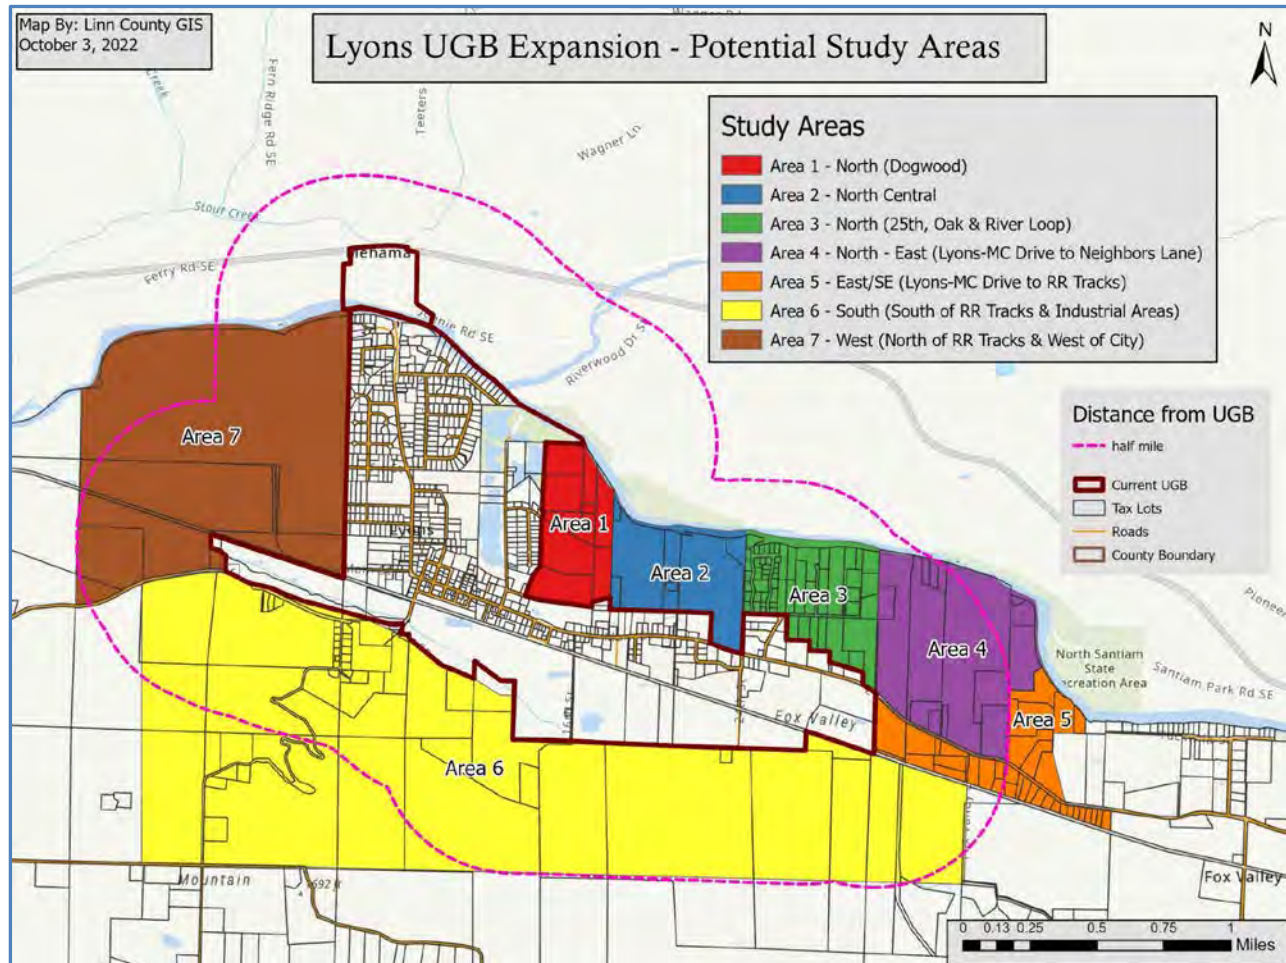 Map By: Linn County GIS
October 3, 2022
Lyons UGB Expansion - Potential Study Areas
N
Study Areas
Area 1 - North (Dogwood)
Area 2 - North Central
Area 3 - North (25th, Oak & River Loop)
Area 4 - North - East (Lyons-MC Drive to Neighbors Lane)
Area 5 - East/SE (Lyons-MC Drive to RR Tracks)
Area 6 - South (South of RR Tracks & Industrial Areas)
Area 7 - West (North of RR Tracks & West of City)
Distance from UGB
half mile
Current UGB
Tax Lots
Roads
County Boundary
Creek
Fern Ridge Rd SE
Teeters
Wagner Ln
Stout Creek
Ferry Rd SE
ehama
nnie Rd SE
Riverwood Dr S
Area 7
Lyons
Area 1
Area 2
Area 3
Area 4
Area 5
Area 6
North Santiam
State
ecreation Area
Pioneer
Santiam Park Rd SE
Fox Valley
Mountain
Fox Valley
0 0.13 0.25 0.5 0.75 1
Miles